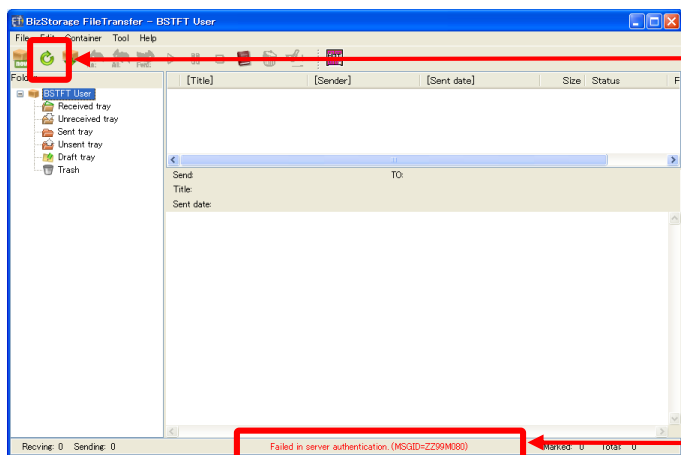 BizStorage FileTransfer - BSTFT User
File Edit Container Tool Help
Folder
[Title] [Sender] [Sent date] Size Status F
BSTFT User
Received tray
Unreceived tray
Sent tray
Unsent tray
Draft tray
Trash
Send: TO:
Title:
Sent date:
Recving: 0 Sending: 0 Failed in server authentication. (MSGID=ZZ99M080) Marked: 0 Total: 0